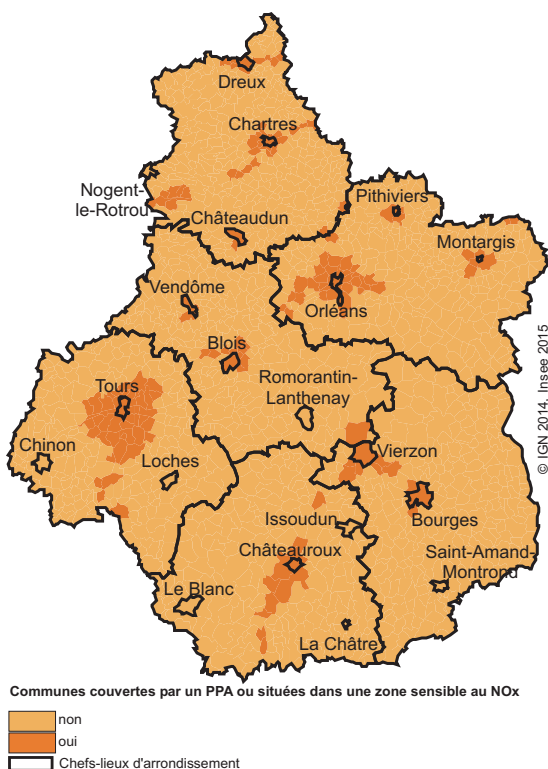 Dreux
Chartres
Nogent-
le-Rotrou
Pithiviers
Châteaudun
Montargis
Vendôme
Orléans
Blois
Romorantin-
Lanthenay
Tours
Chinon
Loches
Vierzon
Issoudun
Bourges
Châteauroux
Saint-Amand-
Montrond
Le Blanc
La Châtre
© IGN 2014, Insee 2015
Communes couvertes par un PPA ou situées dans une zone sensible au NOx
non
oui
Chefs-lieux d'arrondissement